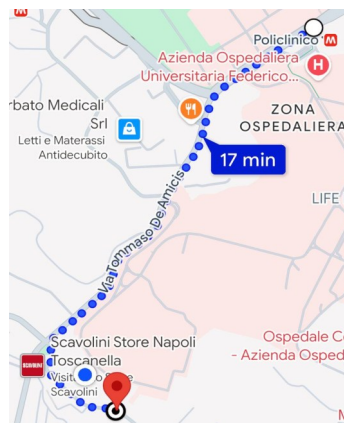 Policlinico M
Azienda Ospedaliera
Universitaria Federico...
H
ZONA
OSPEDALIERA
rbato Medicali
Srl
Letti e Materassi
Antidecubito
17 min
LIFE
Via Tommaso De Amicis
Scavolini Store Napoli
Toscanella
Scavolini
Ospedale C
- Azienda Osped